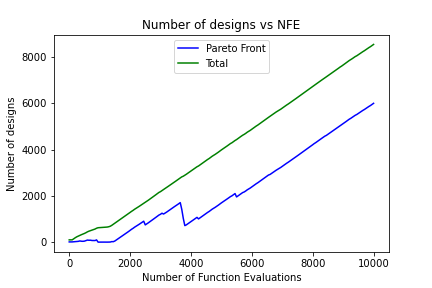 Number of designs vs NFE
Pareto Front
Total
Number of designs
8000
6000
4000
2000
0
0
2000
4000
6000
8000
10000
Number of Function Evaluations